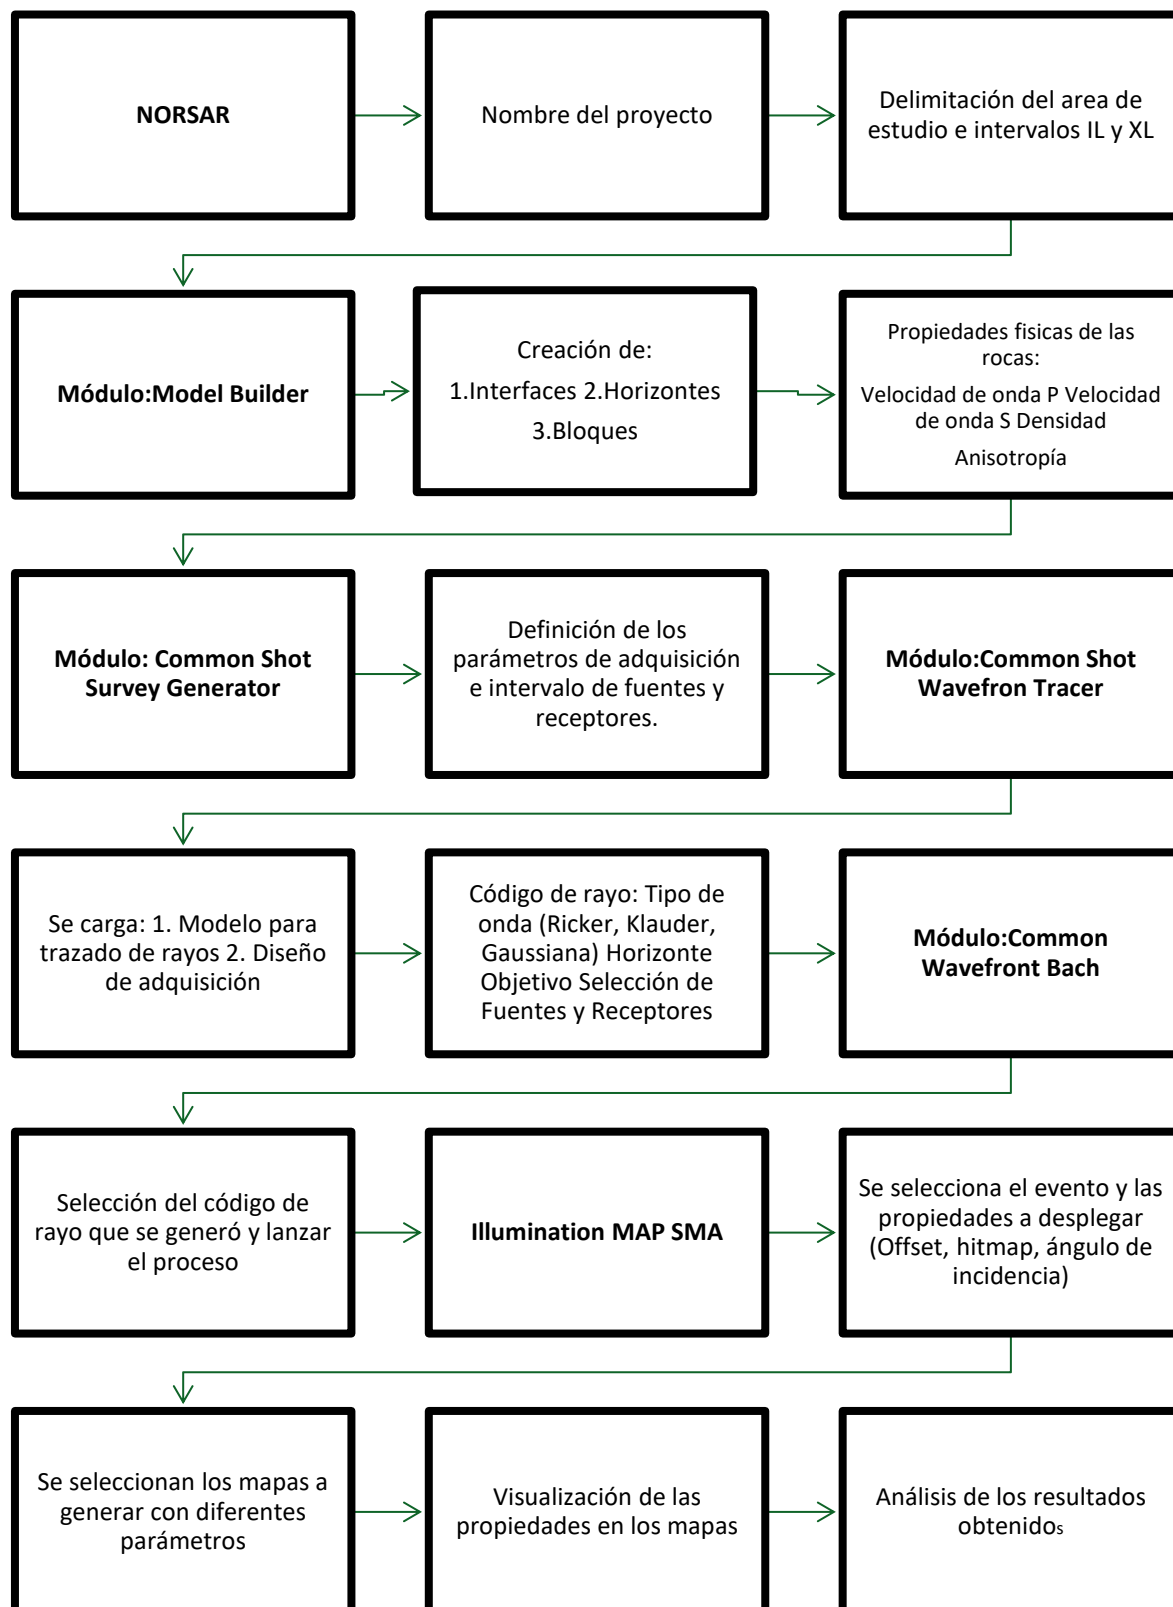 NORSAR
Nombre del proyecto
Delimitación del area de
estudio e intervalos IL y XL
Módulo:Model Builder
Creación de:
1.Interfaces 2.Horizontes
3.Bloques
Propiedades fisicas de las
rocas:
Velocidad de onda P Velocidad
de onda S Densidad
Anisotropía
Módulo: Common Shot
Survey Generator
Definición de los
parámetros de adquisición
e intervalo de fuentes y
receptores.
Módulo:Common Shot
Wavefron Tracer
Se carga: 1. Modelo para
trazado de rayos 2. Diseño
de adquisición
Código de rayo: Tipo de
onda (Ricker, Klauder,
Gaussiana) Horizonte
Objetivo Selección de
Fuentes y Receptores
Módulo:Common
Wavefront Bach
Selección del código de
rayo que se generó y lanzar
el proceso
Illumination MAP SMA
Se selecciona el evento y las
propiedades a desplegar
(Offset, hitmap, ángulo de
incidencia)
Se seleccionan los mapas a
generar con diferentes
parámetros
Visualización de las
propiedades en los mapas
Análisis de los resultados
obtenidos